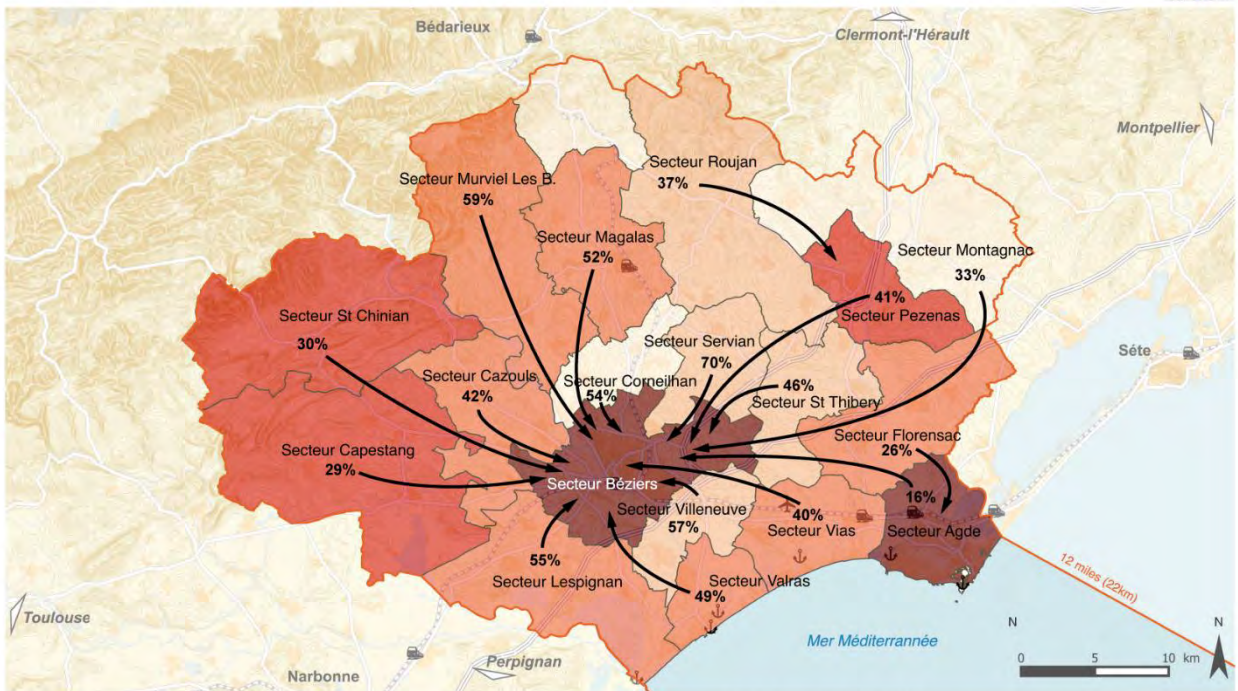 Bédarieux
Clermont-l'Hérault
Montpellier
Secteur Roujan
37%
Secteur Murviel Les B.
59%
Secteur Magalas
52%
Secteur Montagnac
33%
41%
Secteur Pezenas
Secteur St Chinian
30%
Secteur Servian
70%
Séte
Secteur Cazouls
42%
Secteur Corneilhan
54%
46%
Secteur St Thibery
Secteur Florensac
26%
Secteur Capestang
29%
Secteur Béziers
16%
Secteur Villeneuve
57%
40%
Secteur Vias
Secteur Agde
55%
Secteur Lespignan
Secteur Valras
49%
12 miles (22km)
Toulouse
Mer Méditerrannée
N
N
Narbonne
Perpignan
0 5 10 km